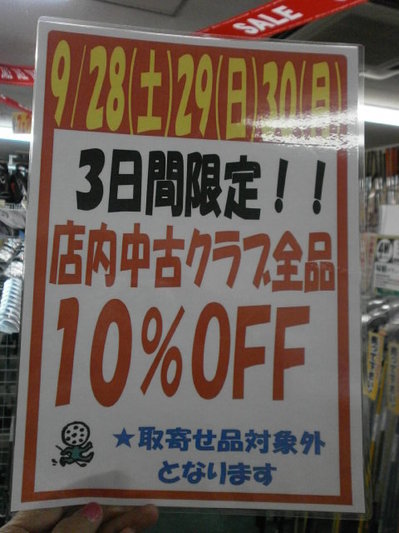 SALE
9/28(土)29(日)30(月)
3日間限定!!
店内中古クラブ全品
10%OFF
★取寄せ品対象外
となります